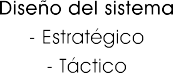 Diseño del sistema
- Estratégico
- Táctico